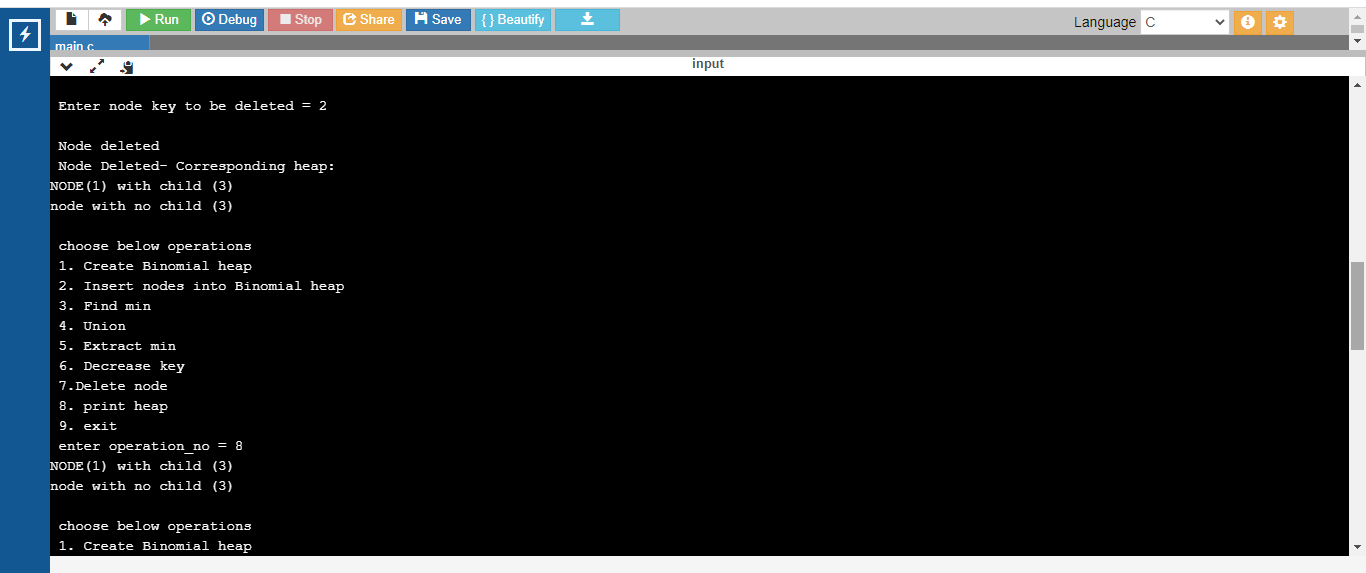 Run Debug Stop Share Save { } Beautify Language C
main.c
input
Enter node key to be deleted = 2
Node deleted
Node Deleted- Corresponding heap:
NODE(1) with child (3)
node with no child (3)
choose below operations
1. Create Binomial heap
2. Insert nodes into Binomial heap
3. Find min
4. Union
5. Extract min
6. Decrease key
7.Delete node
8. print heap
9. exit
enter operation_no = 8
NODE(1) with child (3)
node with no child (3)
choose below operations
1. Create Binomial heap